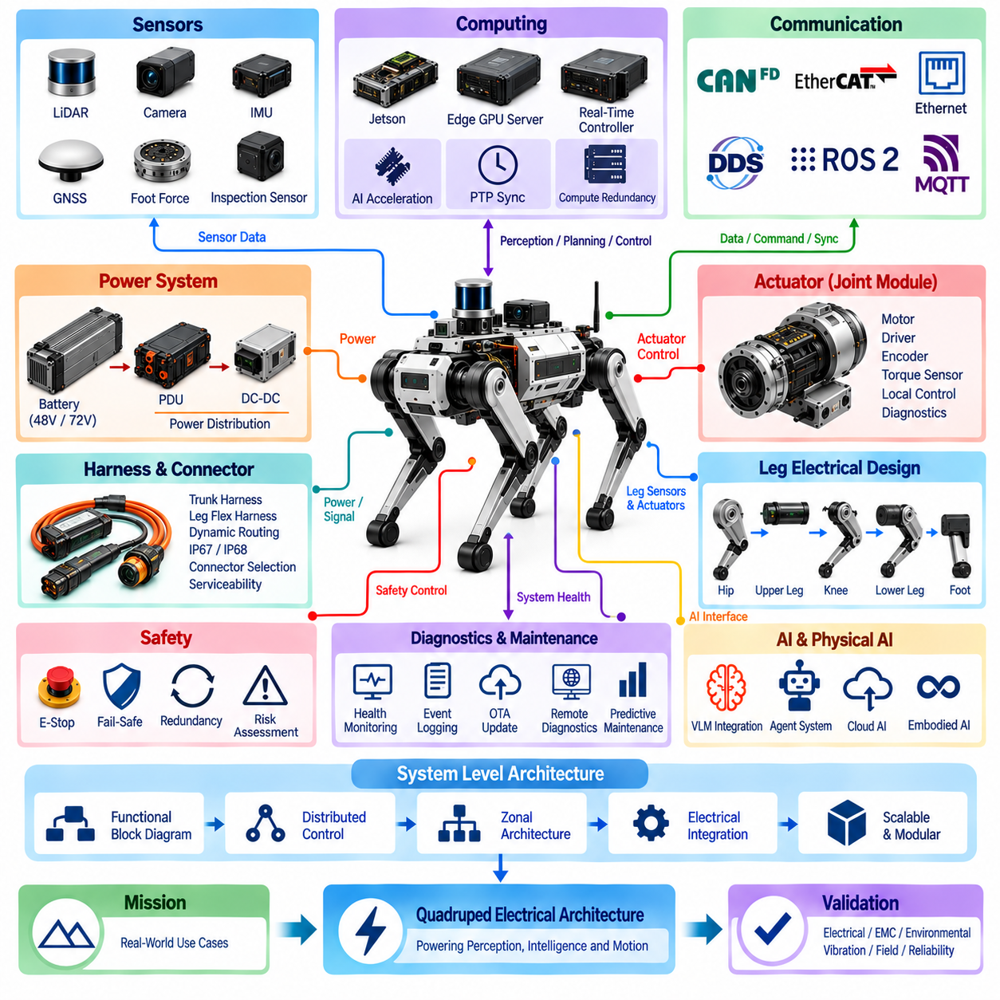 Sensors
LiDAR
Camera
IMU
GNSS
Foot Force
Inspection Sensor
Computing
Jetson
Edge GPU Server
Real-Time
Controller
AI Acceleration
PTP Sync
Compute Redundancy
Communication
CAN FD
EtherCAT
Ethernet
DDS
ROS 2
MQTT
Sensor Data
Perception / Planning / Control
Data / Command / Sync
Power System
Battery
(48V / 72V)
PDU
DC-DC
Power Distribution
Power
Actuator
Control
Actuator (Joint Module)
Motor
Driver
Encoder
Torque Sensor
Local Control
Diagnostics
Harness & Connector
Trunk Harness
Leg Flex Harness
Dynamic Routing
IP67 / IP68
Connector Selection
Serviceability
Power /
Signal
Leg Sensors
& Actuators
Leg Electrical Design
Hip
Upper Leg
Knee
Lower Leg
Foot
Safety Control
System Health
AI Interface
Safety
E-Stop
Fail-Safe
Redundancy
Risk
Assessment
Diagnostics & Maintenance
Health
Monitoring
Event
Logging
OTA
Update
Remote
Diagnostics
Predictive
Maintenance
AI & Physical AI
VLM Integration
Agent System
Cloud AI
Embodied AI
System Level Architecture
Functional
Block Diagram
Distributed
Control
Zonal
Architecture
Electrical
Integration
Scalable
& Modular
Mission
Real-World Use Cases
Quadruped Electrical Architecture
Powering Perception, Intelligence and Motion
Validation
Electrical / EMC / Environmental
Vibration / Field / Reliability